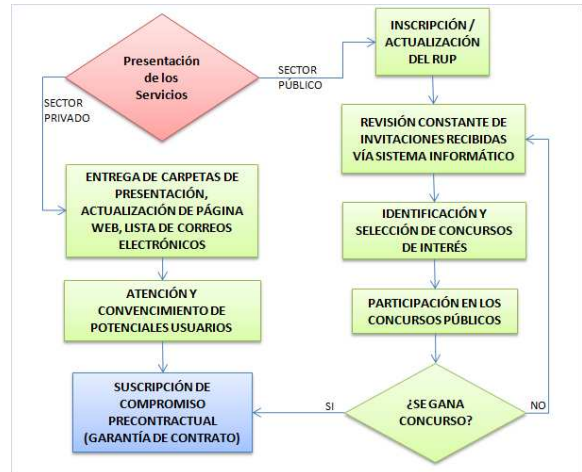 Presentación
de los
Servicios
SECTOR
PÚBLICO
SECTOR
PRIVADO
INSCRIPCIÓN /
ACTUALIZACIÓN
DEL RUP
REVISIÓN CONSTANTE DE
INVITACIONES RECIBIDAS
VÍA SISTEMA INFORMÁTICO
IDENTIFICACIÓN Y
SELECCIÓN DE CONCURSOS
DE INTERÉS
PARTICIPACIÓN EN LOS
CONCURSOS PÚBLICOS
¿SE GANA
CONCURSO?
NO
SI
ENTREGA DE CARPETAS DE
PRESENTACIÓN,
ACTUALIZACIÓN DE PÁGINA
WEB, LISTA DE CORREOS
ELECTRÓNICOS
ATENCIÓN Y
CONVENCIMIENTO DE
POTENCIALES USUARIOS
SUSCRIPCIÓN DE
COMPROMISO
PRECONTRACTUAL
(GARANTÍA DE CONTRATO)